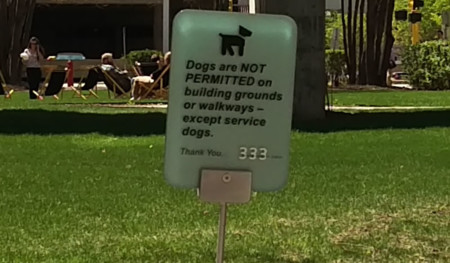 Dogs are NOT
PERMITTED on
building grounds
or walkways –
except service
dogs.
Thank You... 333